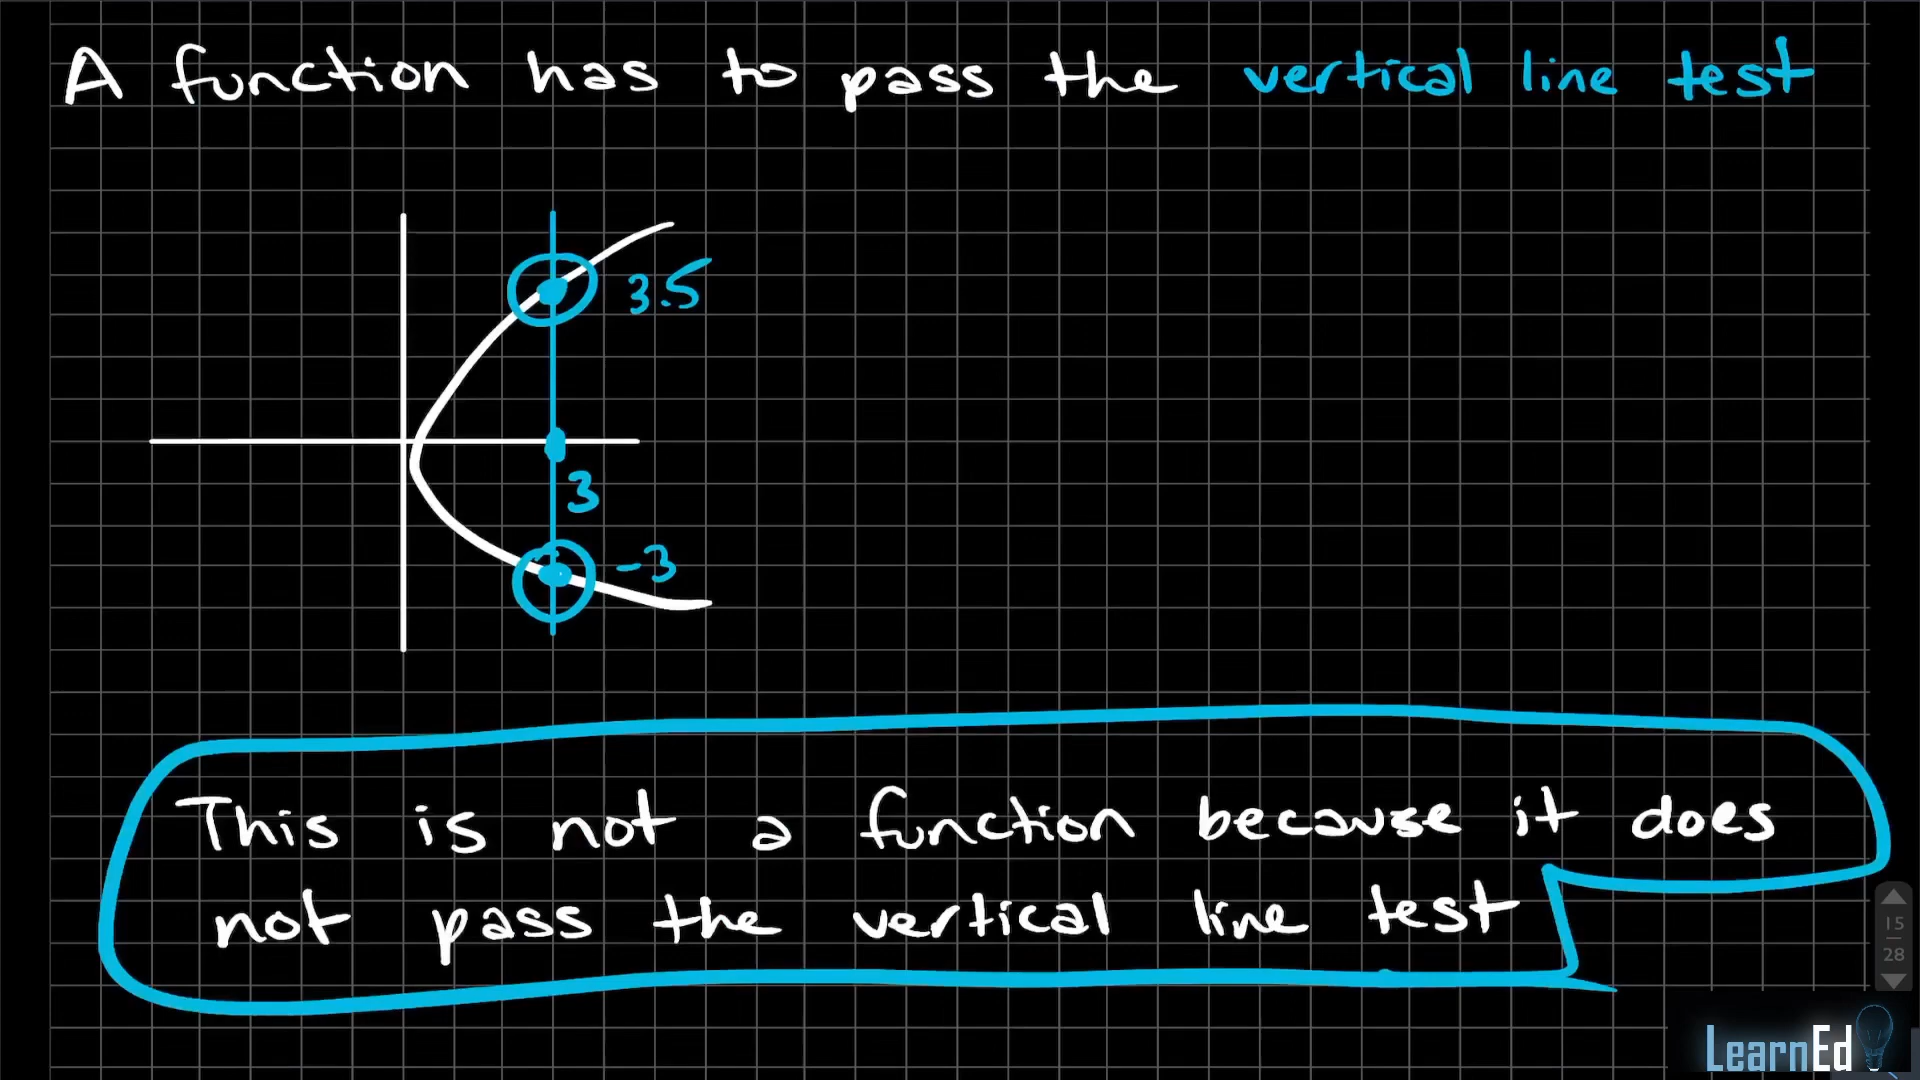 A function has to pass the vertical line test
3.5
3
-3
This is not a function because it does
not pass the vertical line test
15
28
LearnEd